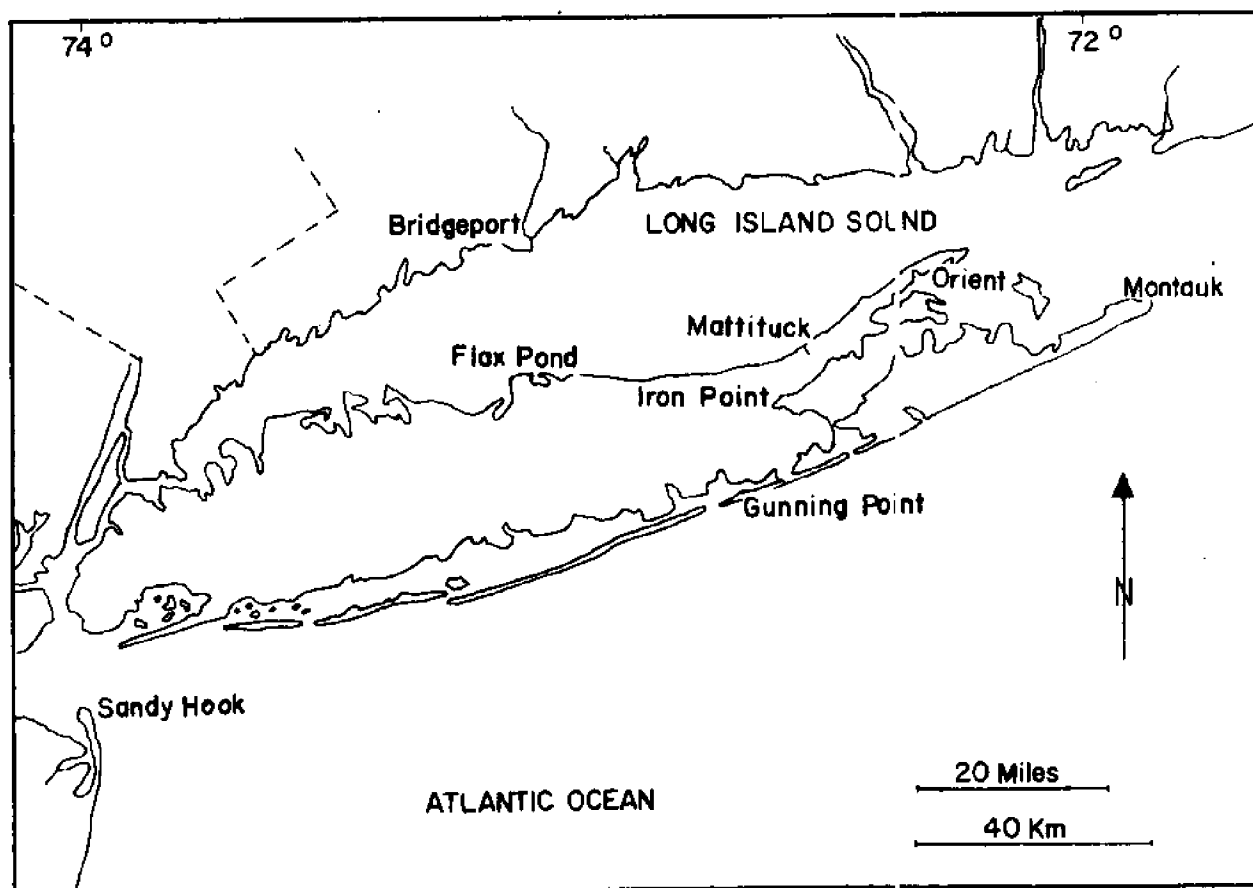 74°
72°
Bridgeport
LONG ISLAND SOUND
Orient
Montauk
Mattituck
Flax Pond
Iron Point
Gunning Point
N
Sandy Hook
20 Miles
ATLANTIC OCEAN
40 Km